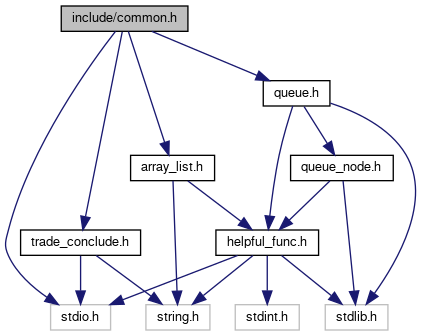 include/common.h
queue.h
array_list.h
queue_node.h
trade_conclude.h
helpful_func.h
stdio.h
string.h
stdint.h
stdlib.h